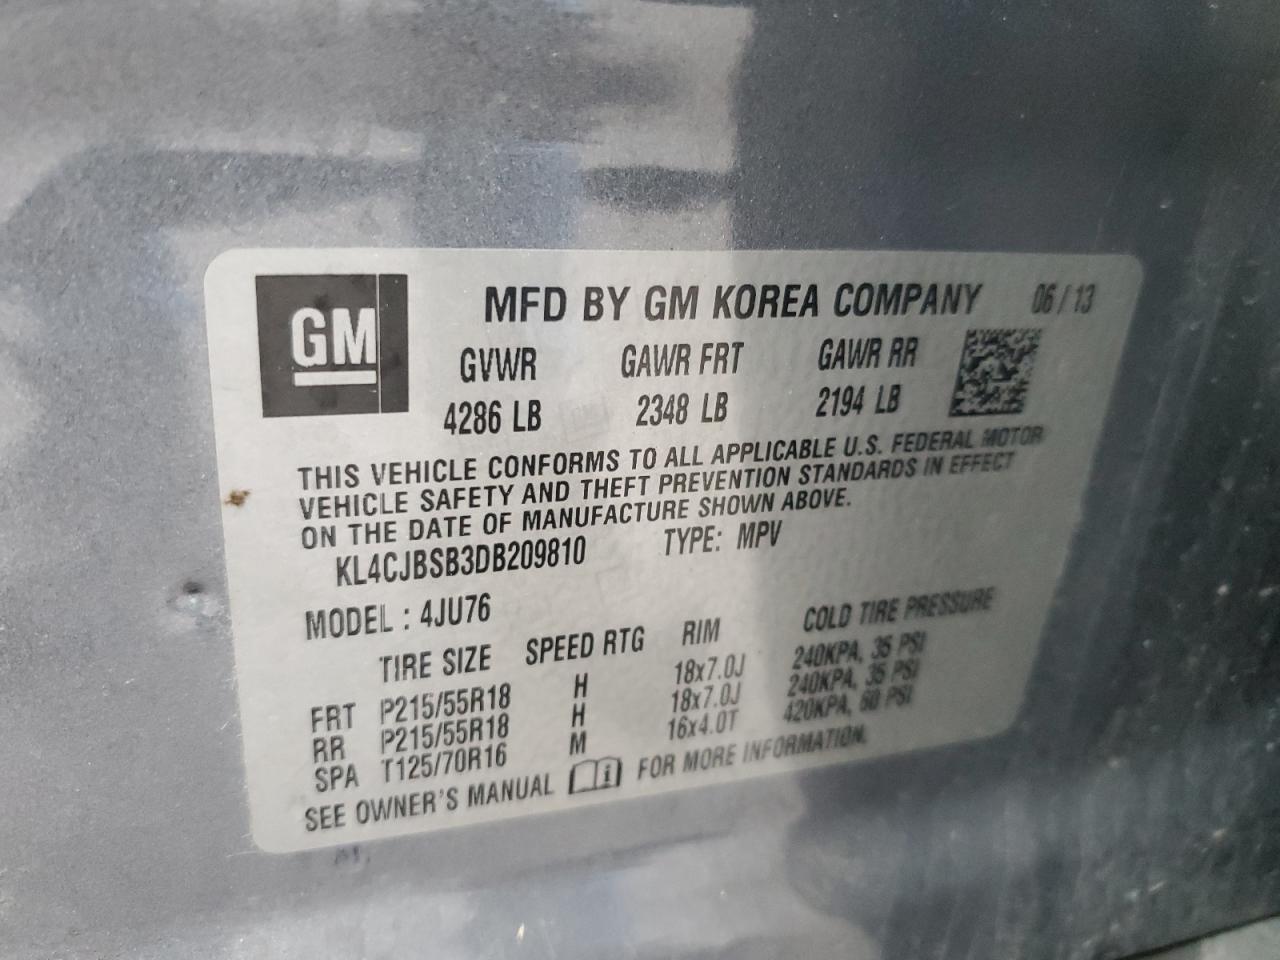 GM
MFD BY GM KOREA COMPANY 06/13
GVWR GAWR FRT GAWR RR
4286 LB 2348 LB 2194 LB
THIS VEHICLE CONFORMS TO ALL APPLICABLE U.S. FEDERAL MOTOR
VEHICLE SAFETY AND THEFT PREVENTION STANDARDS IN EFFECT
ON THE DATE OF MANUFACTURE SHOWN ABOVE.
KL4CJBSB3DB209810 TYPE: MPV
MODEL : 4JU76
TIRE SIZE SPEED RTG RIM COLD TIRE PRESSURE
FRT P215/55R18 H 18x7.0J 240KPA, 35 PSI
RR P215/55R18 H 18x7.0J 240KPA, 35 PSI
SPA T125/70R16 M 16x4.0T 420KPA, 60 PSI
SEE OWNER'S MANUAL i FOR MORE INFORMATION.